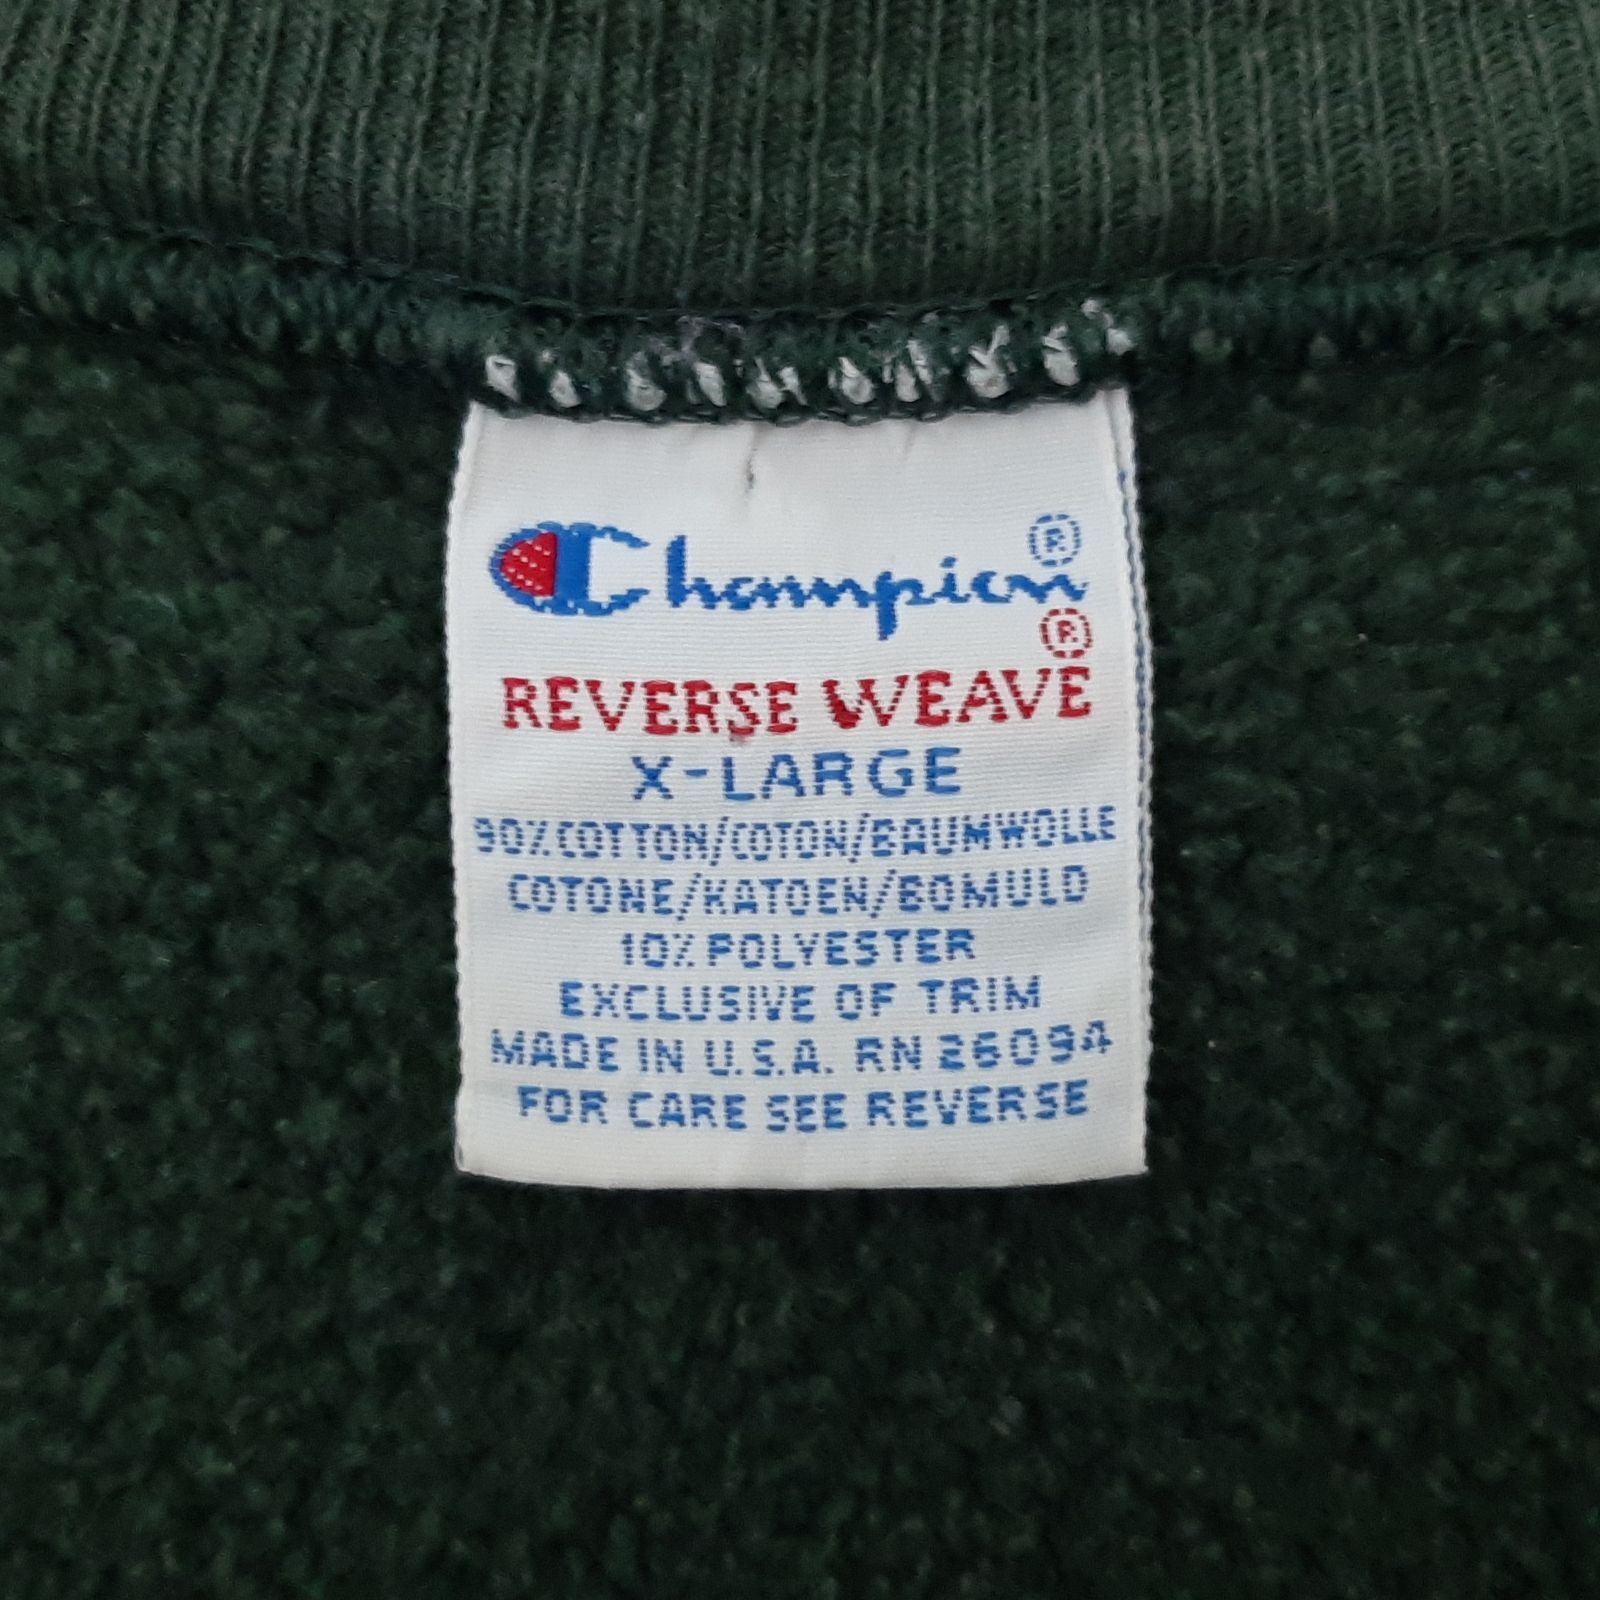 Champion®
REVERSE WEAVE®
X-LARGE
90% COTTON/COTON/BAUMWOLLE
COTONE/KATOEN/BOMULD
10% POLYESTER
EXCLUSIVE OF TRIM
MADE IN U.S.A. RN 26094
FOR CARE SEE REVERSE